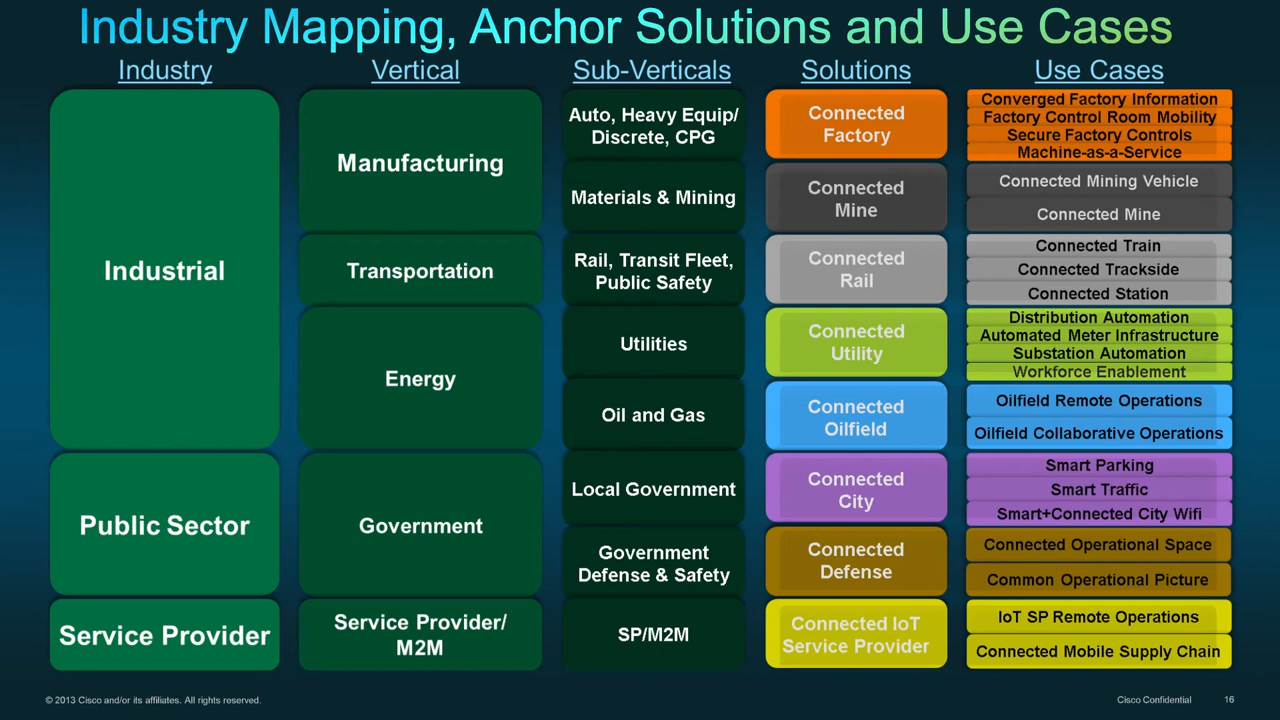 Industry Mapping, Anchor Solutions and Use Cases
Industry
Vertical
Sub-Verticals
Solutions
Use Cases
Industrial
Manufacturing
Auto, Heavy Equip/
Discrete, CPG
Connected
Factory
Converged Factory Information
Factory Control Room Mobility
Secure Factory Controls
Machine-as-a-Service
Materials & Mining
Connected
Mine
Connected Mining Vehicle
Connected Mine
Transportation
Rail, Transit Fleet,
Public Safety
Connected
Rail
Connected Train
Connected Trackside
Connected Station
Energy
Utilities
Connected
Utility
Distribution Automation
Automated Meter Infrastructure
Substation Automation
Workforce Enablement
Oil and Gas
Connected
Oilfield
Oilfield Remote Operations
Oilfield Collaborative Operations
Public Sector
Government
Local Government
Connected
City
Smart Parking
Smart Traffic
Smart+Connected City Wifi
Government
Defense & Safety
Connected
Defense
Connected Operational Space
Common Operational Picture
Service Provider
Service Provider/
M2M
SP/M2M
Connected IoT
Service Provider
IoT SP Remote Operations
Connected Mobile Supply Chain
© 2013 Cisco and/or its affiliates. All rights reserved.
Cisco Confidential
16